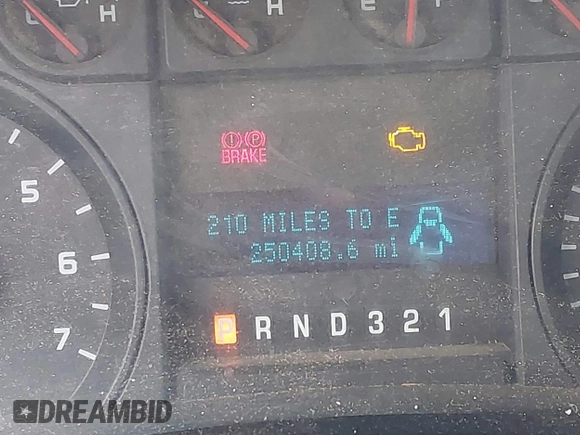 C H
C H
E F
C
(!) (P)
BRAKE
5
6
7
210 MILES TO E
250408.6 mi
P R N D 3 2 1
DREAMBID